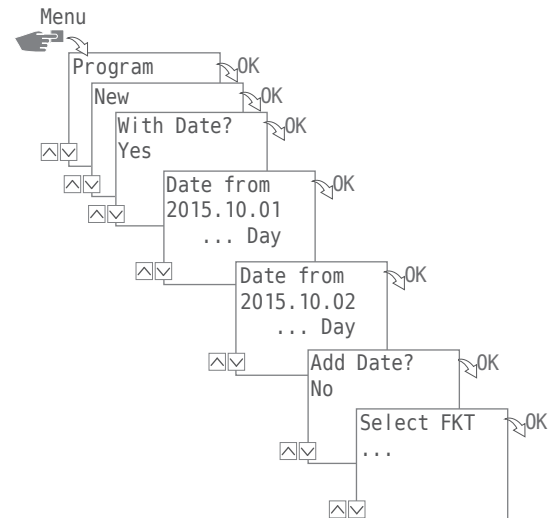 Menu
Program
OK
New
OK
With Date?
OK
Yes
Date from
OK
2015.10.01
... Day
Date from
OK
2015.10.02
... Day
Add Date?
OK
No
Select FKT
OK
...